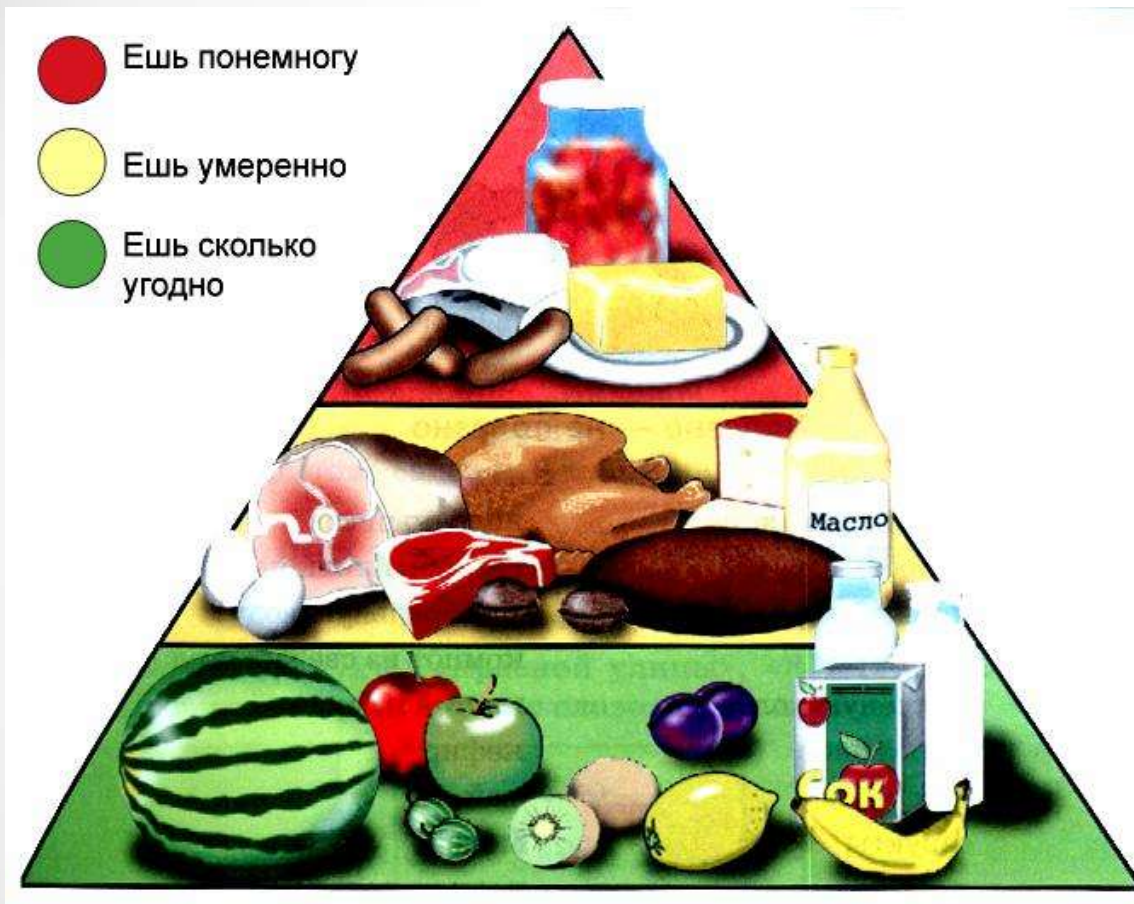 Ешь понемногу
Ешь умеренно
Ешь сколько
угодно
Масло
Сок